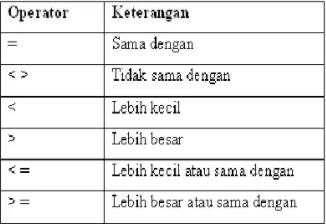 Operator Keterangan
= Sama dengan
< > Tidak sama dengan
< Lebih kecil
> Lebih besar
< = Lebih kecil atau sama dengan
> = Lebih besar atau sama dengan